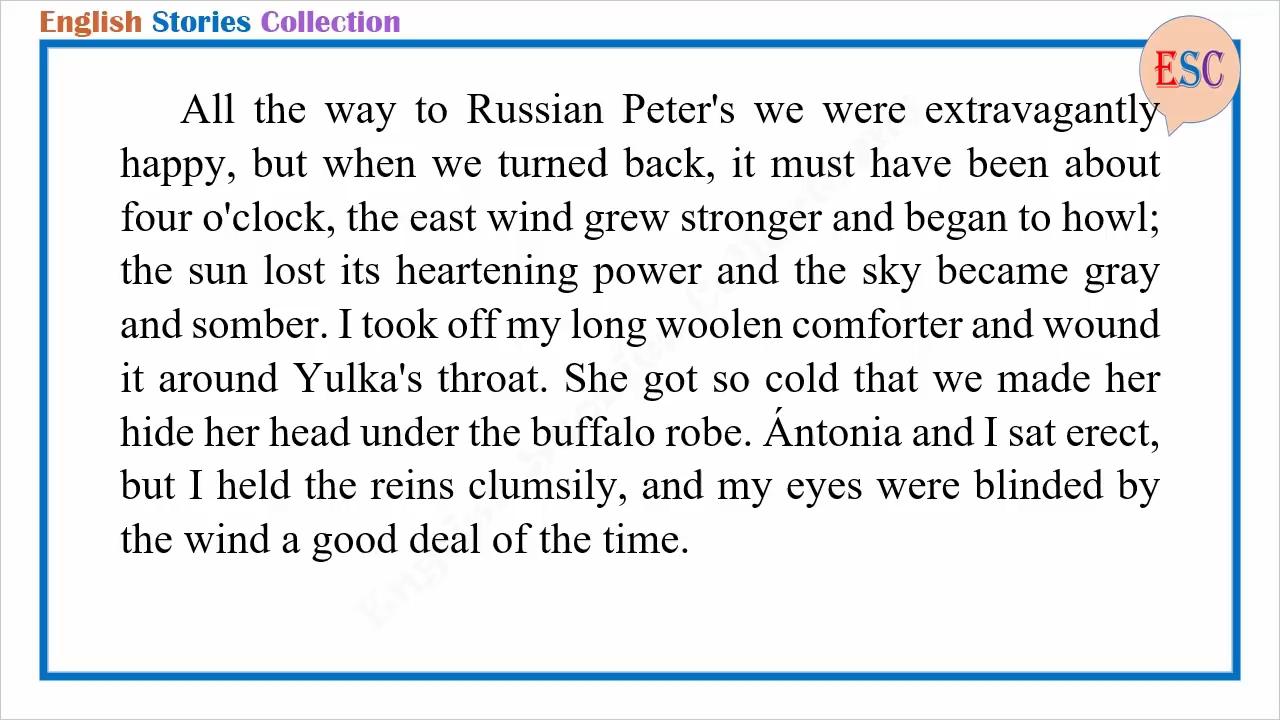 English Stories Collection
ESC
All the way to Russian Peter's we were extravagantly
happy, but when we turned back, it must have been about
four o'clock, the east wind grew stronger and began to howl;
the sun lost its heartening power and the sky became gray
and somber. I took off my long woolen comforter and wound
it around Yulka's throat. She got so cold that we made her
hide her head under the buffalo robe. Ántonia and I sat erect,
but I held the reins clumsily, and my eyes were blinded by
the wind a good deal of the time.